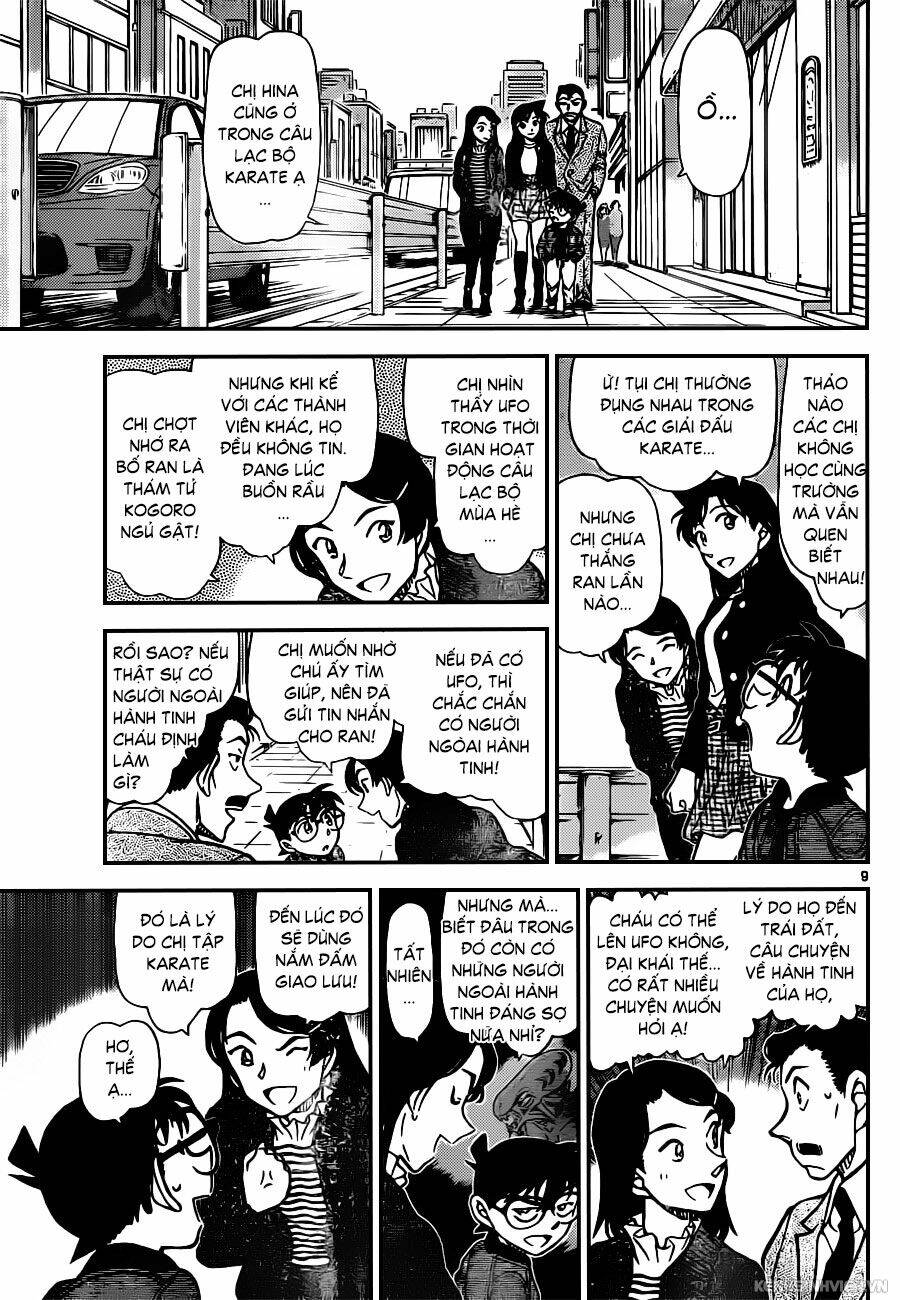 Ồ...
CHỊ HINA
CŨNG Ở
TRONG CÂU
LẠC BỘ
KARATE Ạ
...
THẢO
NÀO
CÁC CHỊ
KHÔNG
HỌC CÙNG
TRƯỜNG
MÀ VẪN
QUEN
BIẾT
NHAU!
Ừ! TỤI CHỊ THƯỜNG
ĐỤNG NHAU TRONG
CÁC GIẢI ĐẤU
KARATE...
NHƯNG
CHỊ CHƯA
THẮNG
RAN LẦN
NÀO...
CHỊ NHÌN
THẤY UFO
TRONG THỜI
GIAN HOẠT
ĐỘNG CÂU
LẠC BỘ
MÙA HÈ
...
NHƯNG KHI KỂ
VỚI CÁC THÀNH
VIÊN KHÁC, HỌ
ĐỀU KHÔNG TIN.
ĐANG LÚC
BUỒN RẦU
...
CHỊ CHỢT
NHỚ RA
BỐ RAN LÀ
THÁM TỬ
KOGORO
NGỦ GẬT!
NẾU ĐÃ CÓ
UFO, THÌ
CHẮC CHẮN
CÓ NGƯỜI
NGOÀI HÀNH
TINH!
CHỊ MUỐN NHỜ
CHÚ ẤY TÌM
GIÚP, NÊN ĐÃ
GỬI TIN NHẮN
CHO RAN!
RỒI SAO? NẾU
THẬT SỰ CÓ
NGƯỜI NGOÀI
HÀNH TINH
CHÁU ĐỊNH
LÀM
GÌ?
9
LÝ DO HỌ ĐẾN
TRÁI ĐẤT,
CÂU CHUYỆN
VỀ HÀNH TINH
CỦA HỌ,
CHÁU CÓ THỂ
LÊN UFO KHÔNG,
ĐẠI KHÁI THẾ...
CÓ RẤT NHIỀU
CHUYỆN MUỐN
HỎI Ạ!
NHƯNG MÀ...
BIẾT ĐÂU TRONG
ĐÓ CÒN CÓ
NHỮNG NGƯỜI
NGOÀI HÀNH
TINH ĐÁNG SỢ
NỮA NHỈ?
TẤT
NHIÊN
...
ĐẾN LÚC ĐÓ
SẼ DÙNG
NẮM ĐẤM
GIAO LƯU!
ĐÓ LÀ LÝ
DO CHỊ TẬP
KARATE
MÀ!
HƠ,
THẾ
Ạ...